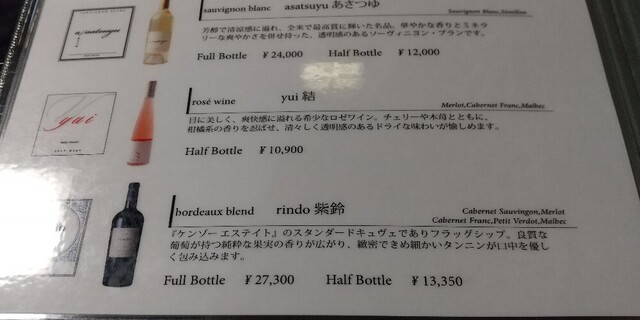 sauvignon blanc asatsuyu あさつゆ
Sauvignon Blanc,Semillon
芳醇で清涼感に溢れ、全米で最高賞に輝いた名品。華やかな香りとミネラ
リーな爽やかさを併せ持った、透明感のあるソーヴィニヨン・ブランです。
Full Bottle ¥ 24,000 Half Bottle ¥ 12,000
asatsuyu
rosé wine yui 結
Merlot,Cabernet Franc,Malbec
目に美しく、爽快感に溢れる希少なロゼワイン。チェリーや木苺とともに、
柑橘系の香りを忍ばせ、清々しく透明感のあるドライな味わいが愉しめます。
Half Bottle ¥ 10,900
yui
bordeaux blend rindo 紫鈴
Cabernet Sauvingon,Merlot
Cabernet Franc,Petit Verdot,Malbec
『ケンゾー エステイト』のスタンダードキュヴェでありフラッグシップ。良質な
葡萄が持つ純粋な果実の香りが広がり、緻密できめ細かいタンニンが口中を優し
く包み込みます。
Full Bottle ¥ 27,300 Half Bottle ¥ 13,350